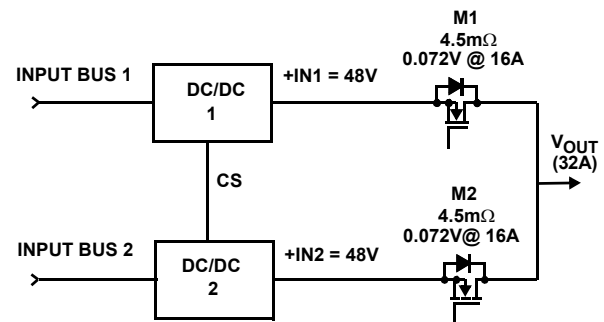 M1
4.5mΩ
0.072V @ 16A
INPUT BUS 1
DC/DC
1
+IN1 = 48V
VOUT
(32A)
CS
M2
4.5mΩ
0.072V@ 16A
INPUT BUS 2
DC/DC
2
+IN2 = 48V